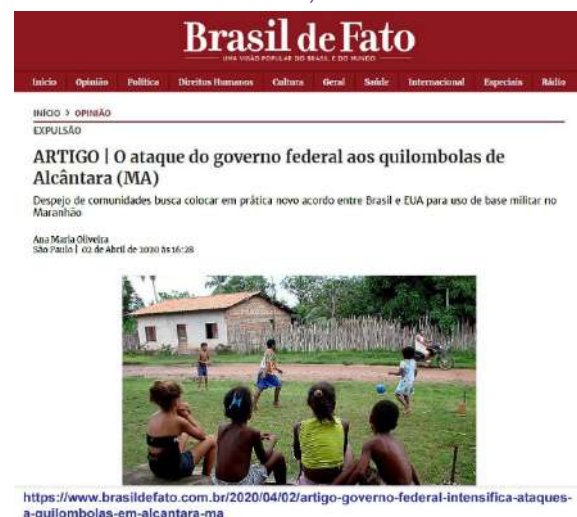 Brasil de Fato
UMA VISÃO POPULAR DO BRASIL E DO MUNDO
Início Opinião Política Direitos Humanos Cultura Geral Saúde Internacional Especiais Rádio
INÍCIO > OPINIÃO
EXPULSÃO
ARTIGO | O ataque do governo federal aos quilombolas de
Alcântara (MA)
Despejo de comunidades busca colocar em prática novo acordo entre Brasil e EUA para uso de base militar no
Maranhão
Ana Maria Oliveira
São Paulo | 02 de Abril de 2020 às 16:28
https://www.brasildefato.com.br/2020/04/02/artigo-governo-federal-intensifica-ataques-
a-quilombolas-em-alcantara-ma